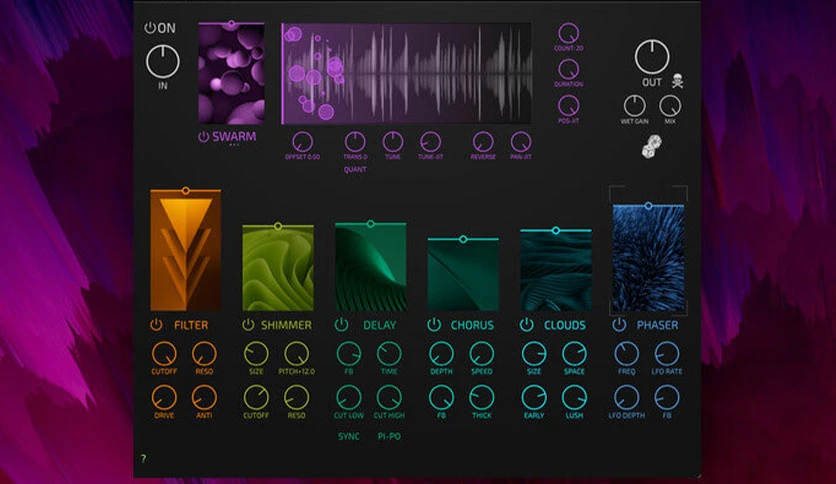 ON
IN
SWARM
OFFSET 0.00
TRANS 0
TUNE
TUNE-JIT
REVERSE
PAN JIT
QUANT
COUNT: 20
DURATION
POS-JIT
OUT
WET GAIN
MIX
FILTER
SHIMMER
DELAY
CHORUS
CLOUDS
PHASER
CUTOFF
RESO
SIZE
PITCH+12.0
FB
TIME
DEPTH
SPEED
SIZE
SPACE
FREQ
LFO RATE
DRIVE
ANTI
CUTOFF
RESO
CUT LOW
CUT HIGH
FB
THICK
EARLY
LUSH
LFO DEPTH
FB
SYNC
PI-PO
?